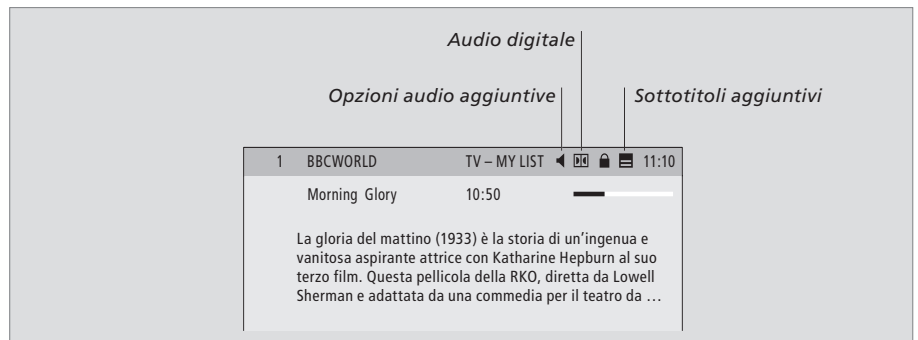 Audio digitale
Opzioni audio aggiuntive
Sottotitoli aggiuntivi
1 BBCWORLD TV – MY LIST 11:10
Morning Glory 10:50
La gloria del mattino (1933) è la storia di un'ingenua e
vanitosa aspirante attrice con Katharine Hepburn al suo
terzo film. Questa pellicola della RKO, diretta da Lowell
Sherman e adattata da una commedia per il teatro da …